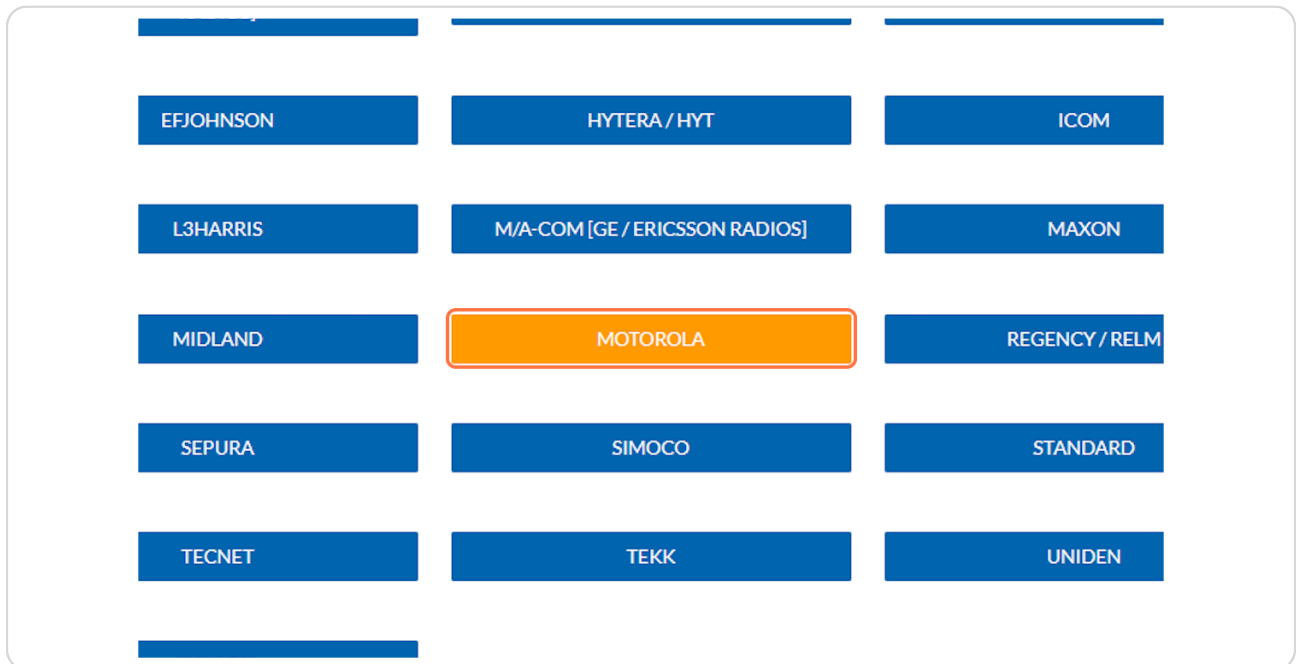 EFJOHNSON
HYTERA / HYT
ICOM
L3HARRIS
M/A-COM [GE / ERICSSON RADIOS]
MAXON
MIDLAND
MOTOROLA
REGENCY / RELM
SEPURA
SIMOCO
STANDARD
TECNET
TEKK
UNIDEN